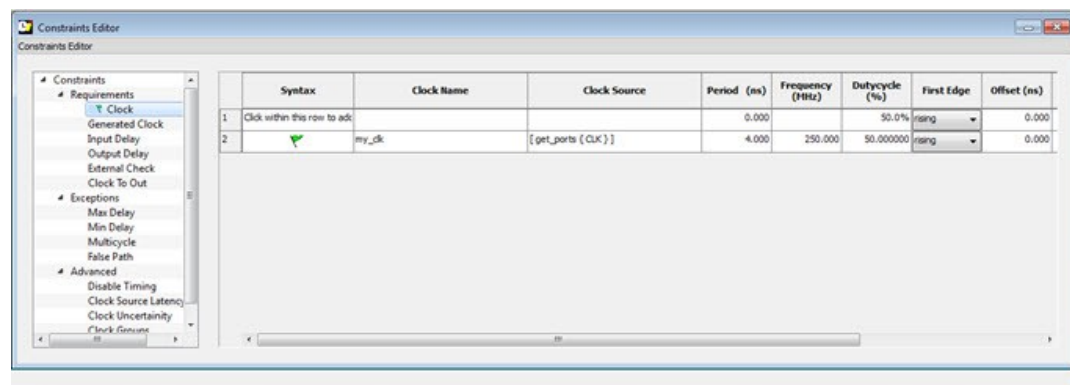 Constraints Editor
Constraints Editor
Constraints
Requirements
Clock
Generated Clock
Input Delay
Output Delay
External Check
Clock To Out
Exceptions
Max Delay
Min Delay
Multicycle
False Path
Advanced
Disable Timing
Clock Source Latency
Clock Uncertainity
Clock Groups
Syntax Clock Name Clock Source Period (ns) Frequency (MHz) Dutycycle (%) First Edge Offset (ns)
1 Click within this row to add 0.000 50.0% rising 0.000
2 my_clk [ get_ports { CLK } ] 4.000 250.000 50.000000 rising 0.000